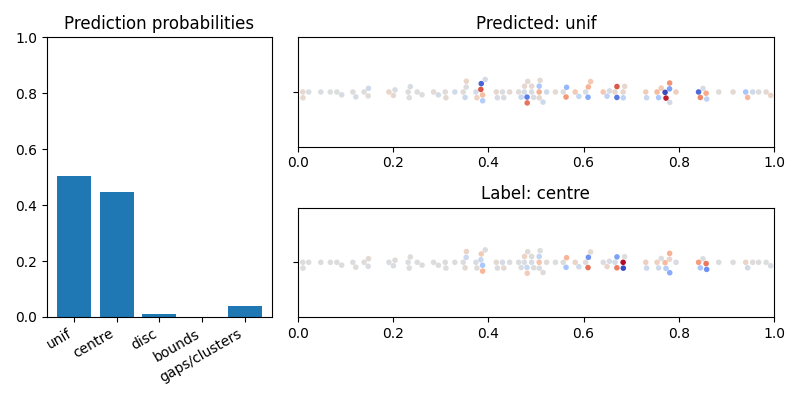 Prediction probabilities
1.0
0.8
0.6
0.4
0.2
0.0
unif
centre
disc
bounds
gaps/clusters
Predicted: unif
0.0 0.2 0.4 0.6 0.8 1.0
Label: centre
0.0 0.2 0.4 0.6 0.8 1.0